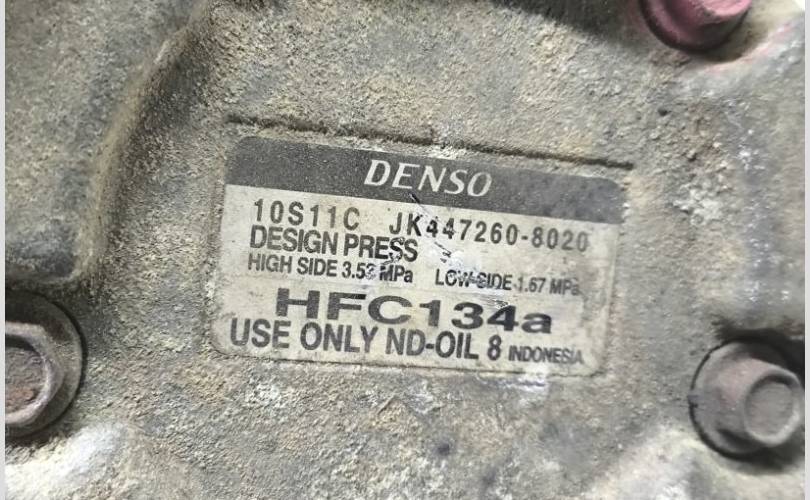 DENSO
10S11C JK447260-8020
DESIGN PRESS
HIGH SIDE 3.53 MPa LOW SIDE 1.67 MPa
HFC134a
USE ONLY ND-OIL 8 INDONESIA